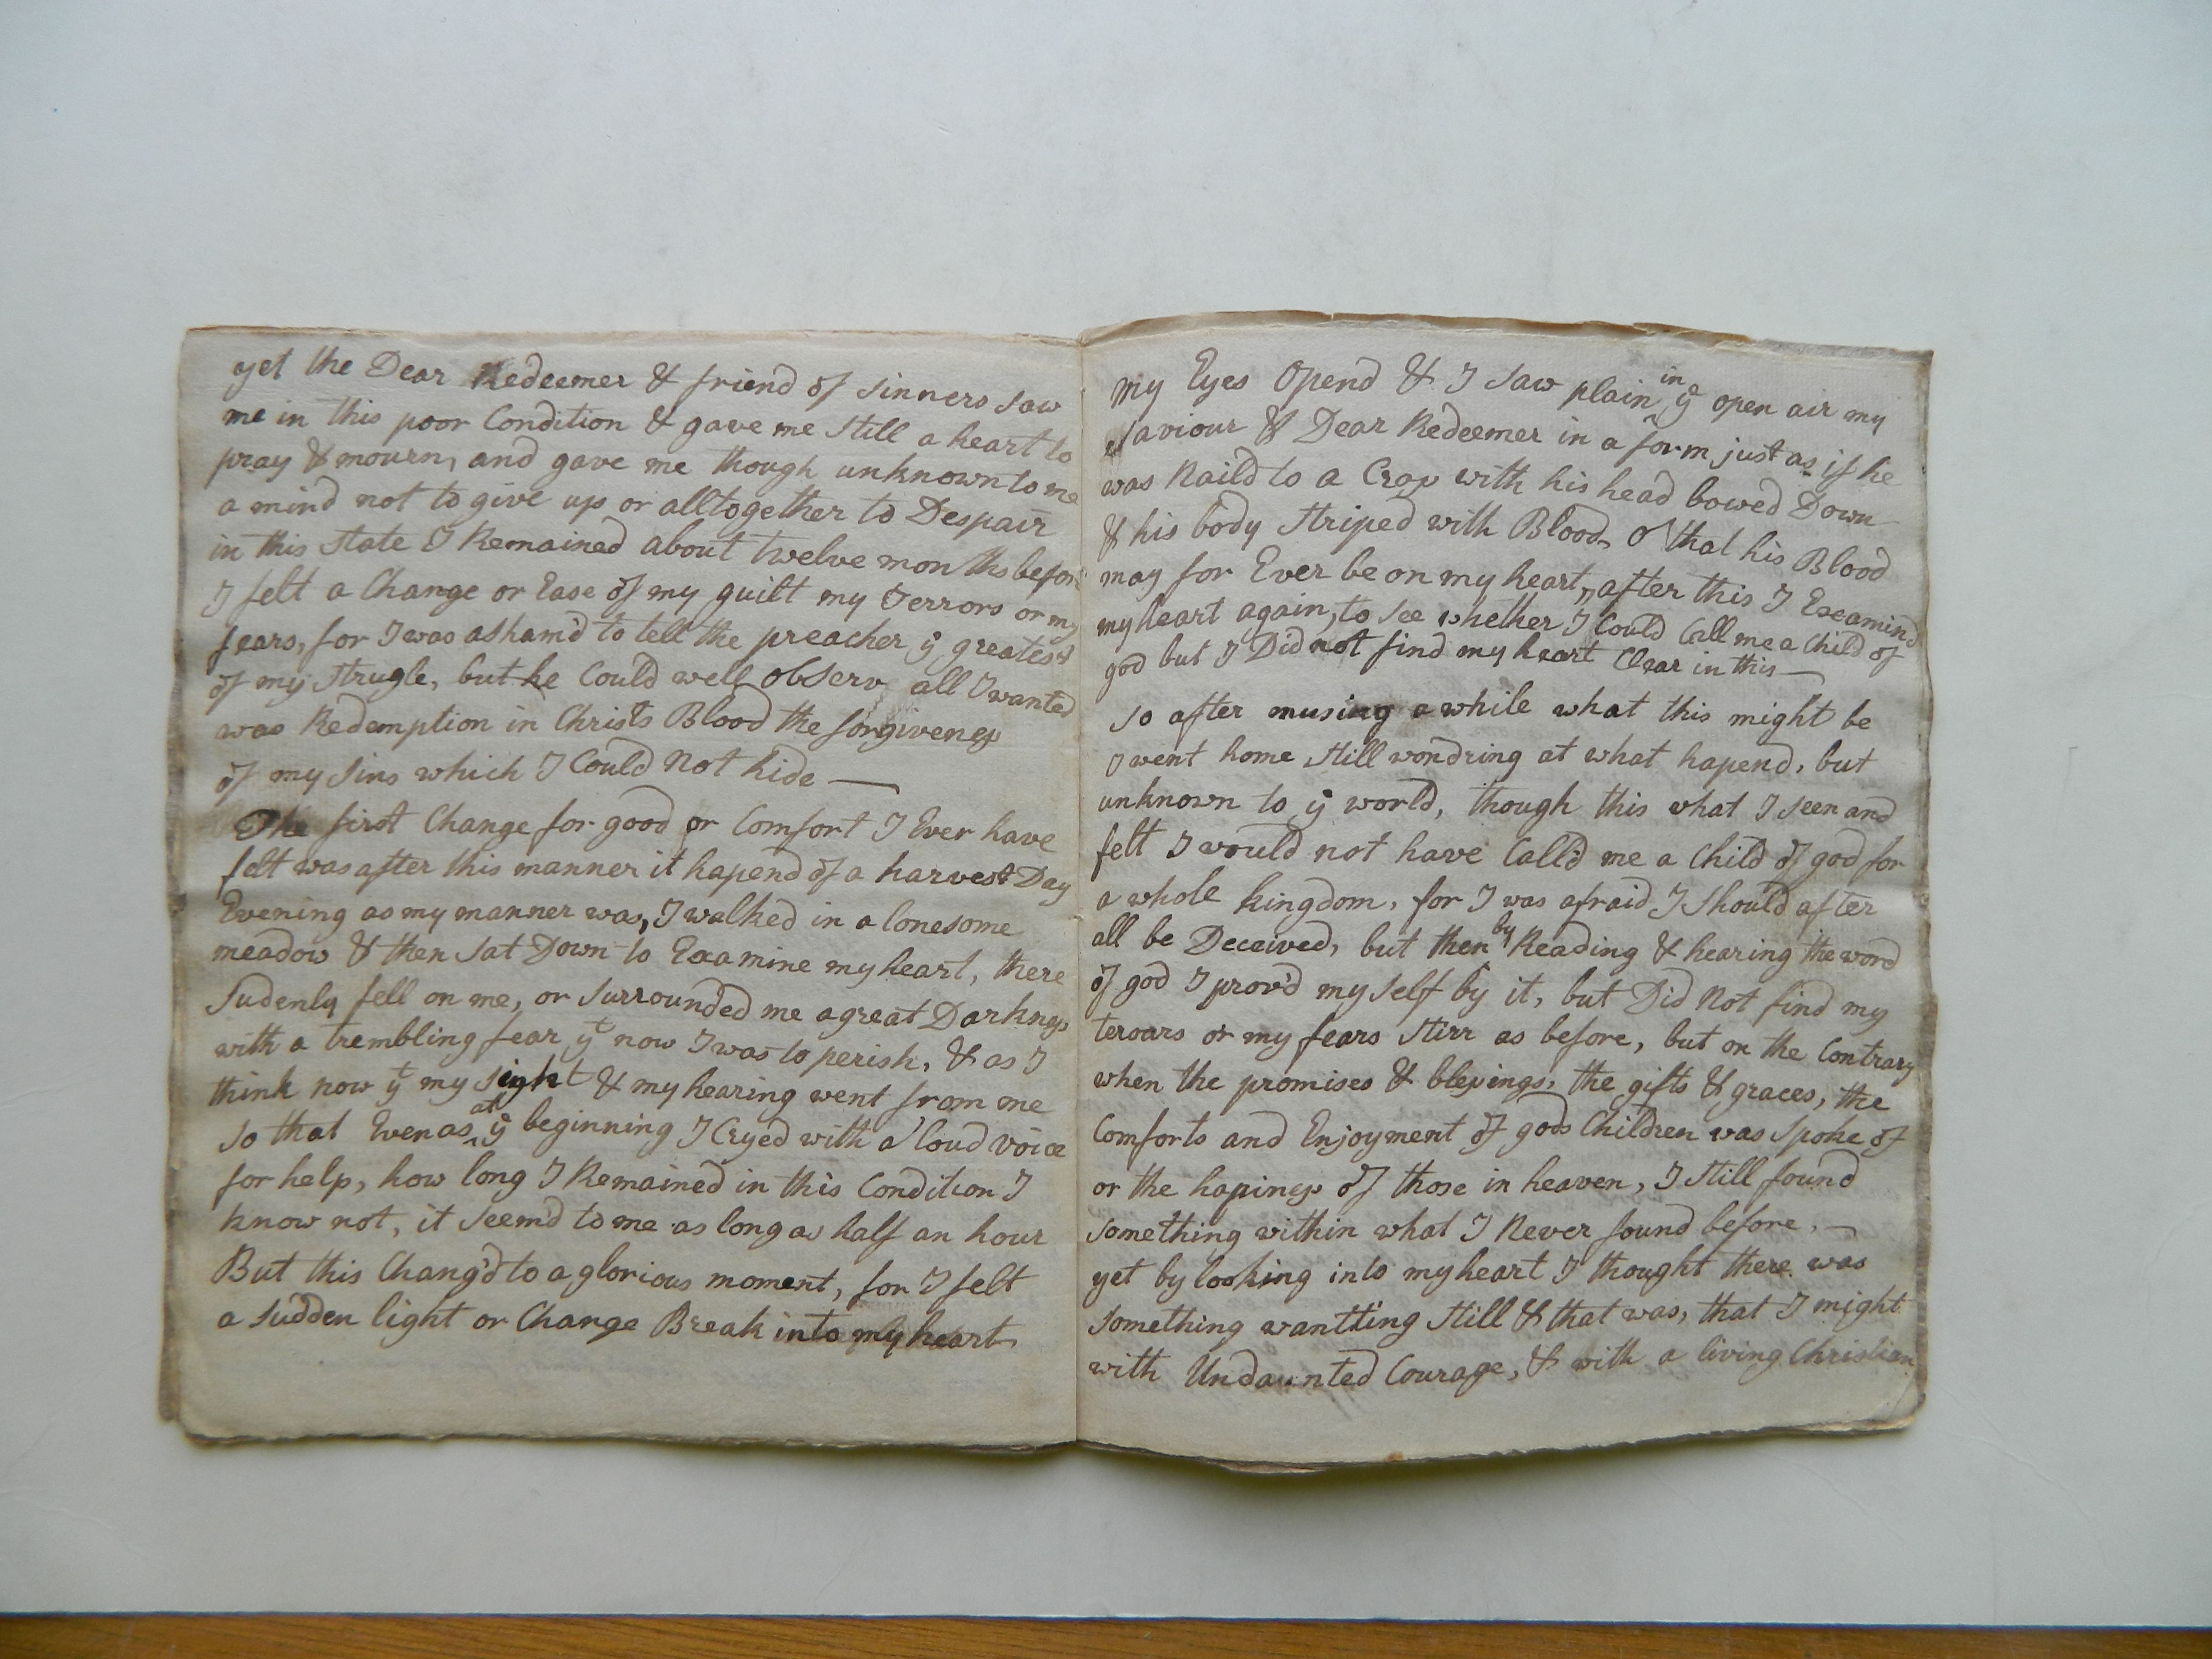 yet the Dear Redeemer & friend of sinners saw
me in this poor Condition & gave me still a heart to
pray & mourn, and gave me though unknown to me
a mind not to give up or alltogether to Despair
in this state I Remained about twelve months before
I felt a Change or Ease of my guilt my terrors or my
fears, for I was asham'd to tell the preacher ye greatest
of my strugle, but he Could well observ all I wanted
was Redemption in Christs Blood the forgiveness
of my sins which I Could not hide —
The first Change for good or Comfort I Ever have
felt was after this manner it hapend of a harvest Day
Evening as my manner was, I walked in a lonesome
meadow & then sat Down to Examine my heart, there
sudenly fell on me, or surrounded me a great Darkness
with a trembling fear yt now I was to perish, & as I
think now yt my sight & my hearing went from me
so that Even as at ye beginning I Cryed with a loud voice
for help, how long I Remained in this Condition I
know not, it seem'd to me as long as half an hour
But this Chang'd to a glorious moment, for I felt
a sudden light or Change Break into my heart
my Eyes Opend & I saw plain in ye open air my
saviour & Dear Redeemer in a form just as if he
was Naild to a Cross with his head bowed Down
& his body striped with Blood, o that his Blood
may for Ever be on my heart, after this I Examind
my heart again, to see whether I Could Call me a Child of
god but I Did not find my heart Clear in this —
so after musing a while what this might be
I went home still wondring at what hapend, but
unknown to ye world, though this what I seen and
felt I would not have Call'd me a Child of god for
a whole kingdom, for I was afraid I should after
all be Deceived, but then by Reading & hearing the word
of god I prov'd my self by it, but Did Not find my
teroars or my fears stirr as before, but on the Contrary
when the promises & blessings, the gifts & graces, the
Comforts and Enjoyment of gods Children was spoke of
or the hapiness of those in heaven, I still found
something within what I Never found before, —
yet by looking into my heart I thought there was
something wantting still & that was, that I might
with Undaunted Courage, & with a living Christian